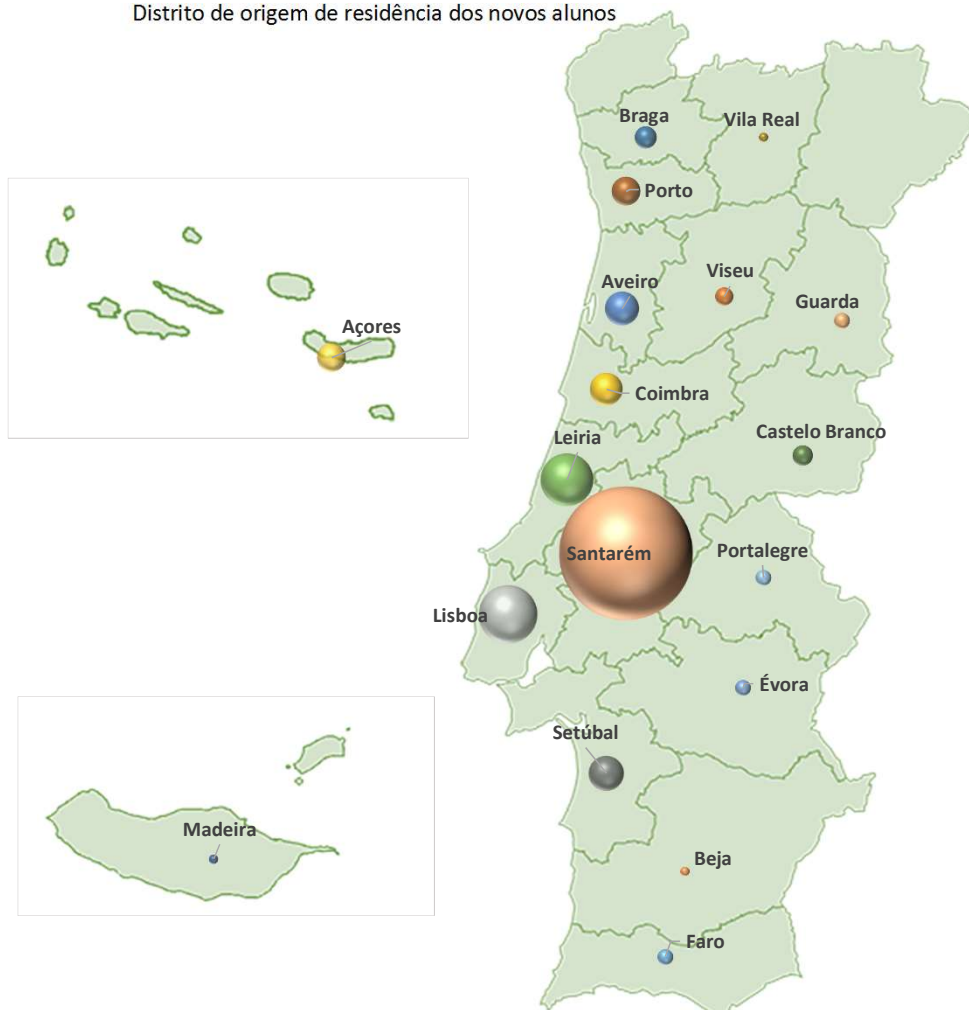 Distrito de origem de residência dos novos alunos
Braga
Vila Real
Porto
Aveiro
Viseu
Guarda
Açores
Coimbra
Leiria
Castelo Branco
Santarém
Portalegre
Lisboa
Évora
Setúbal
Madeira
Beja
Faro